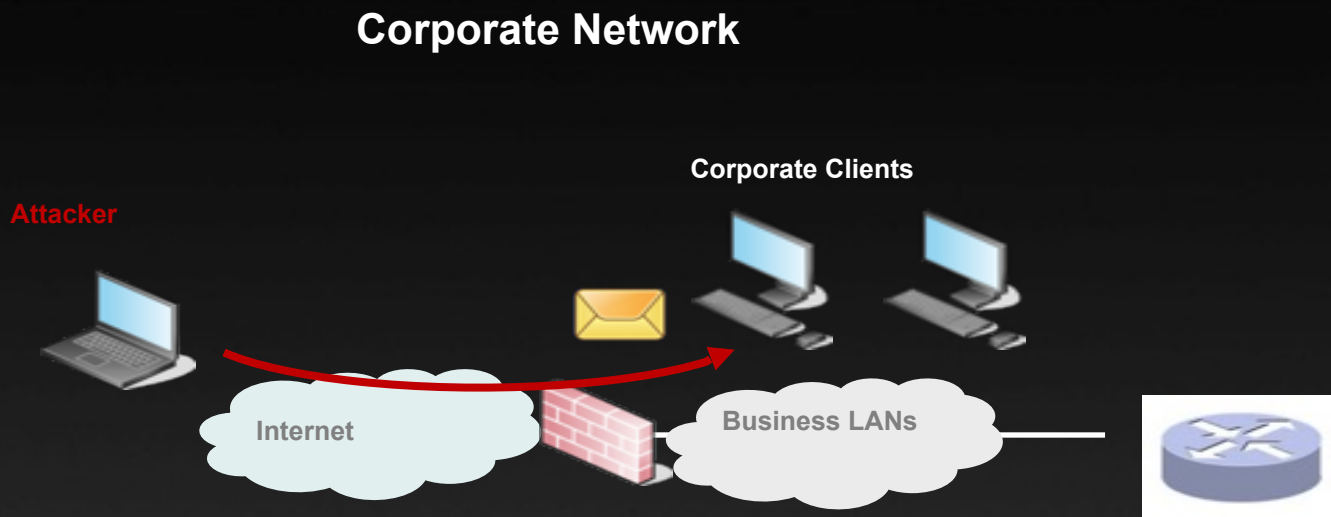 Corporate Network
Corporate Clients
Attacker
Internet
Business LANs